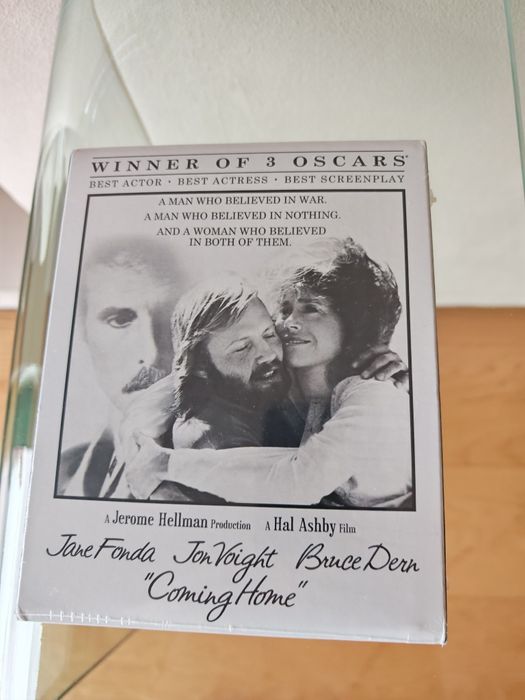 WINNER OF 3 OSCARS®
BEST ACTOR · BEST ACTRESS · BEST SCREENPLAY
A MAN WHO BELIEVED IN WAR.
A MAN WHO BELIEVED IN NOTHING.
AND A WOMAN WHO BELIEVED
IN BOTH OF THEM.
A Jerome Hellman Production A Hal Ashby Film
Jane Fonda Jon Voight Bruce Dern
"Coming Home"